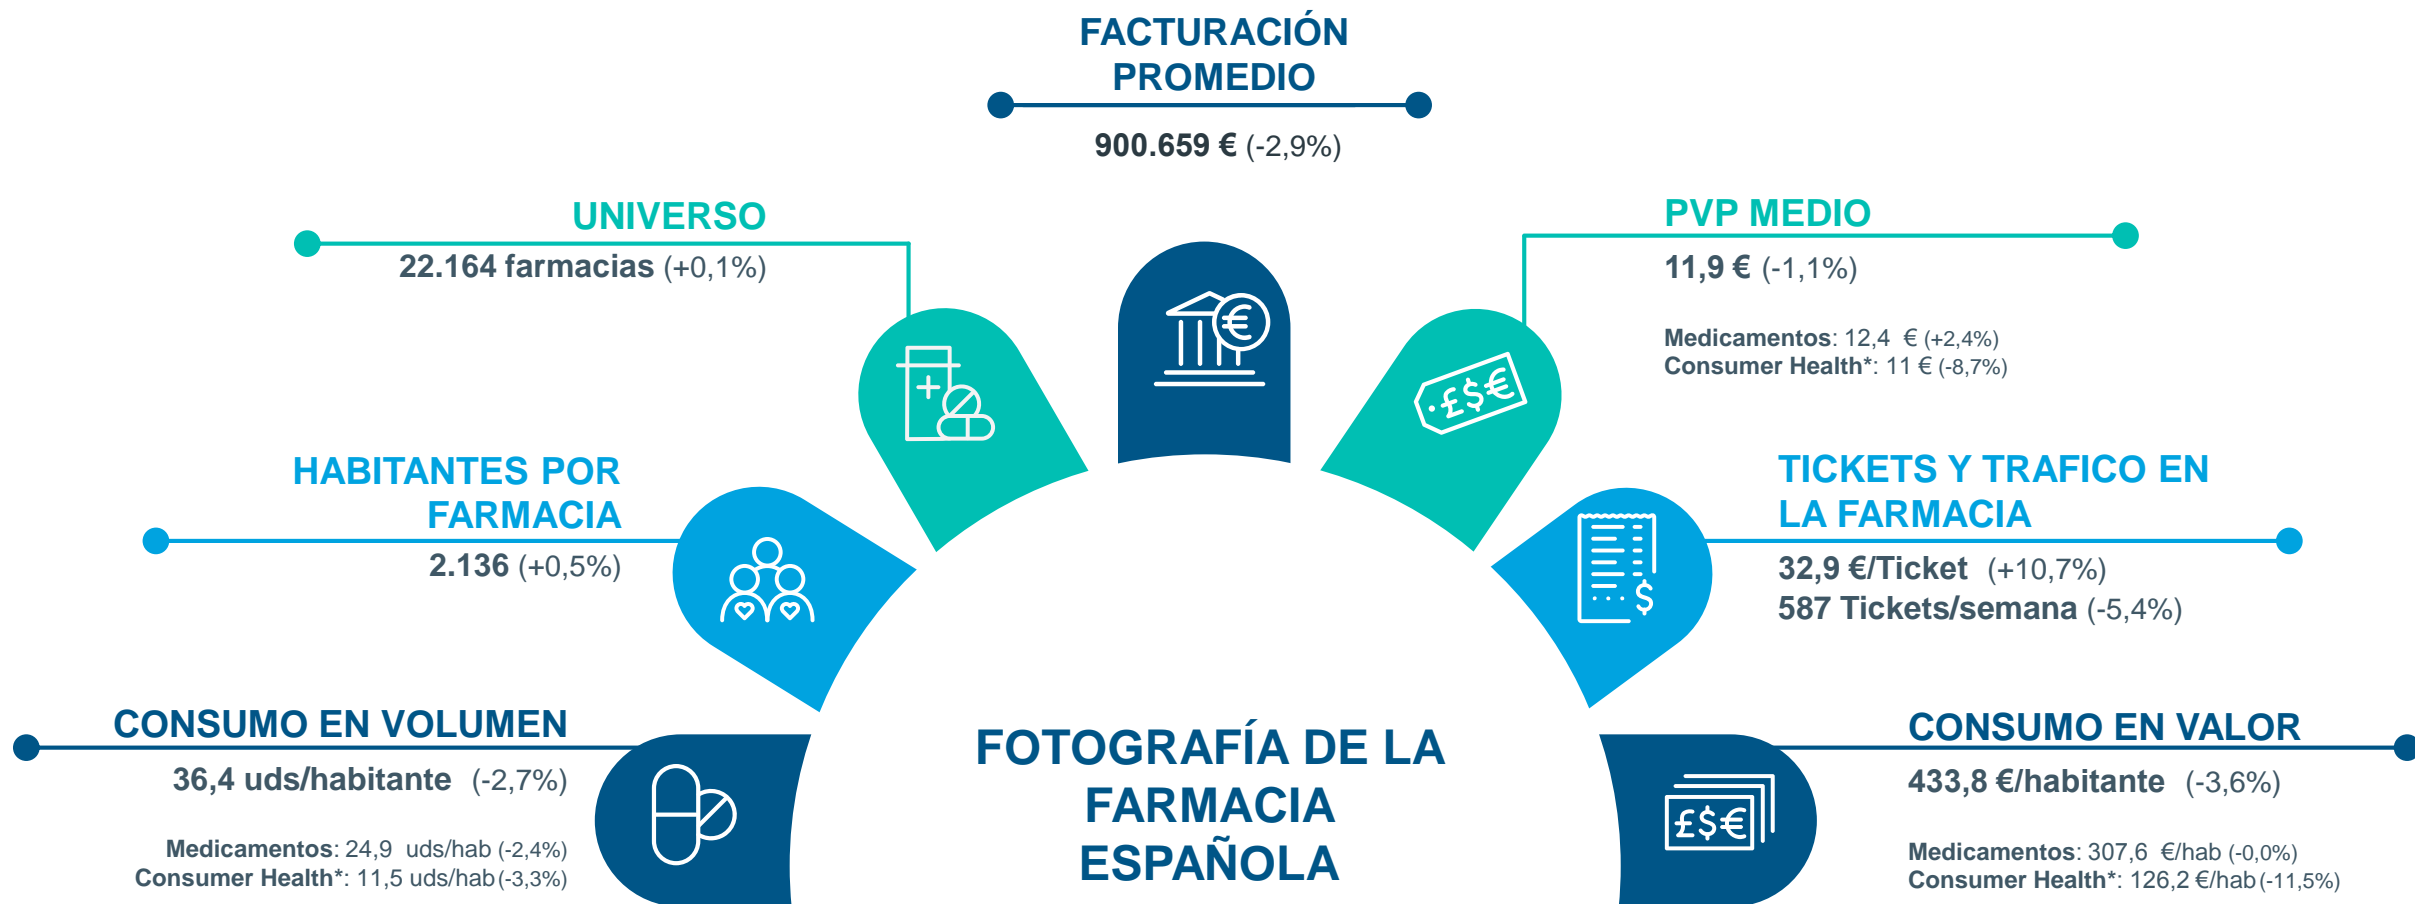 FACTURACIÓN
PROMEDIO
900.659 € (-2,9%)
UNIVERSO
22.164 farmacias (+0,1%)
PVP MEDIO
11,9 € (-1,1%)
Medicamentos: 12,4 € (+2,4%)
Consumer Health*: 11 € (-8,7%)
£$€
HABITANTES POR
FARMACIA
2.136 (+0,5%)
TICKETS Y TRAFICO EN
LA FARMACIA
32,9 €/Ticket (+10,7%)
587 Tickets/semana (-5,4%)
CONSUMO EN VOLUMEN
36,4 uds/habitante (-2,7%)
Medicamentos: 24,9 uds/hab (-2,4%)
Consumer Health*: 11,5 uds/hab (-3,3%)
FOTOGRAFÍA DE LA
FARMACIA
ESPAÑOLA
£$€
CONSUMO EN VALOR
433,8 €/habitante (-3,6%)
Medicamentos: 307,6 €/hab (-0,0%)
Consumer Health*: 126,2 €/hab (-11,5%)